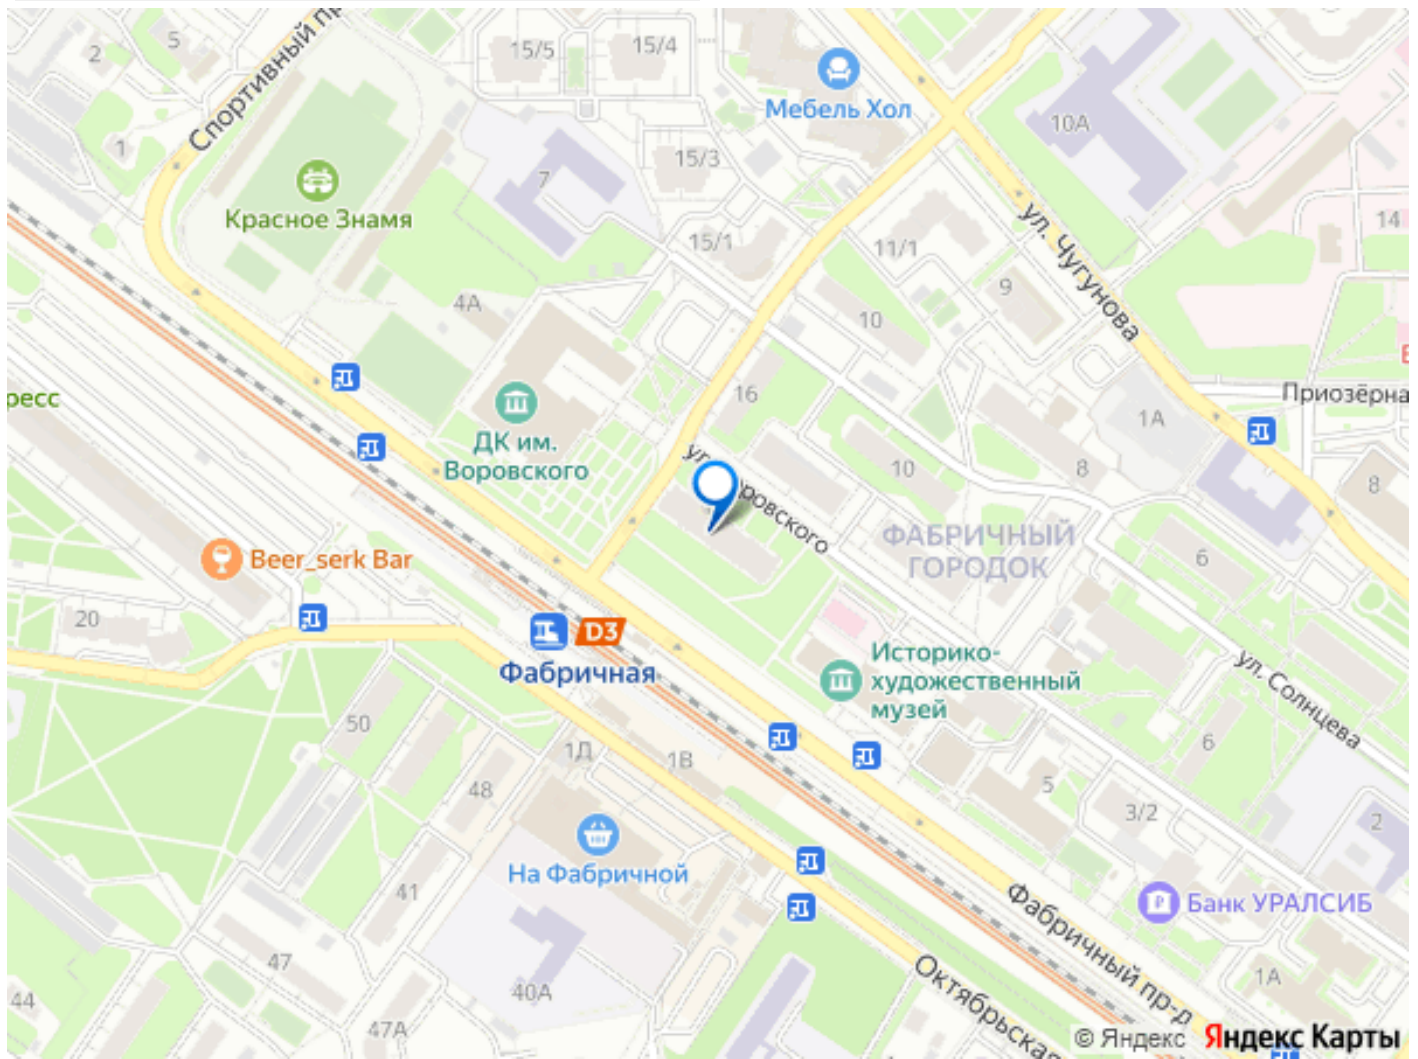 Спортивный пр
2
5
15/5
15/4
Мебель Хол
10А
1
7
15/3
Красное Знамя
14
ул. Чугунова
15/1
11/1
9
4А
10
16
ресс
Приозёрна
1А
ДК им.
Воровского
10
8
8
ул. Воровского
ФАБРИЧНЫЙ
ГОРОДОК
6
Beer_serk Bar
20
D3
Фабричная
Историко-
художественный
музей
ул. Солнцева
50
1Д
1В
6
48
5
3/2
2
На Фабричной
41
Банк УРАЛСИБ
Фабричный пр-д
47
1А
44
40А
Октябрьская
47А
© Яндекс Яндекс Карты